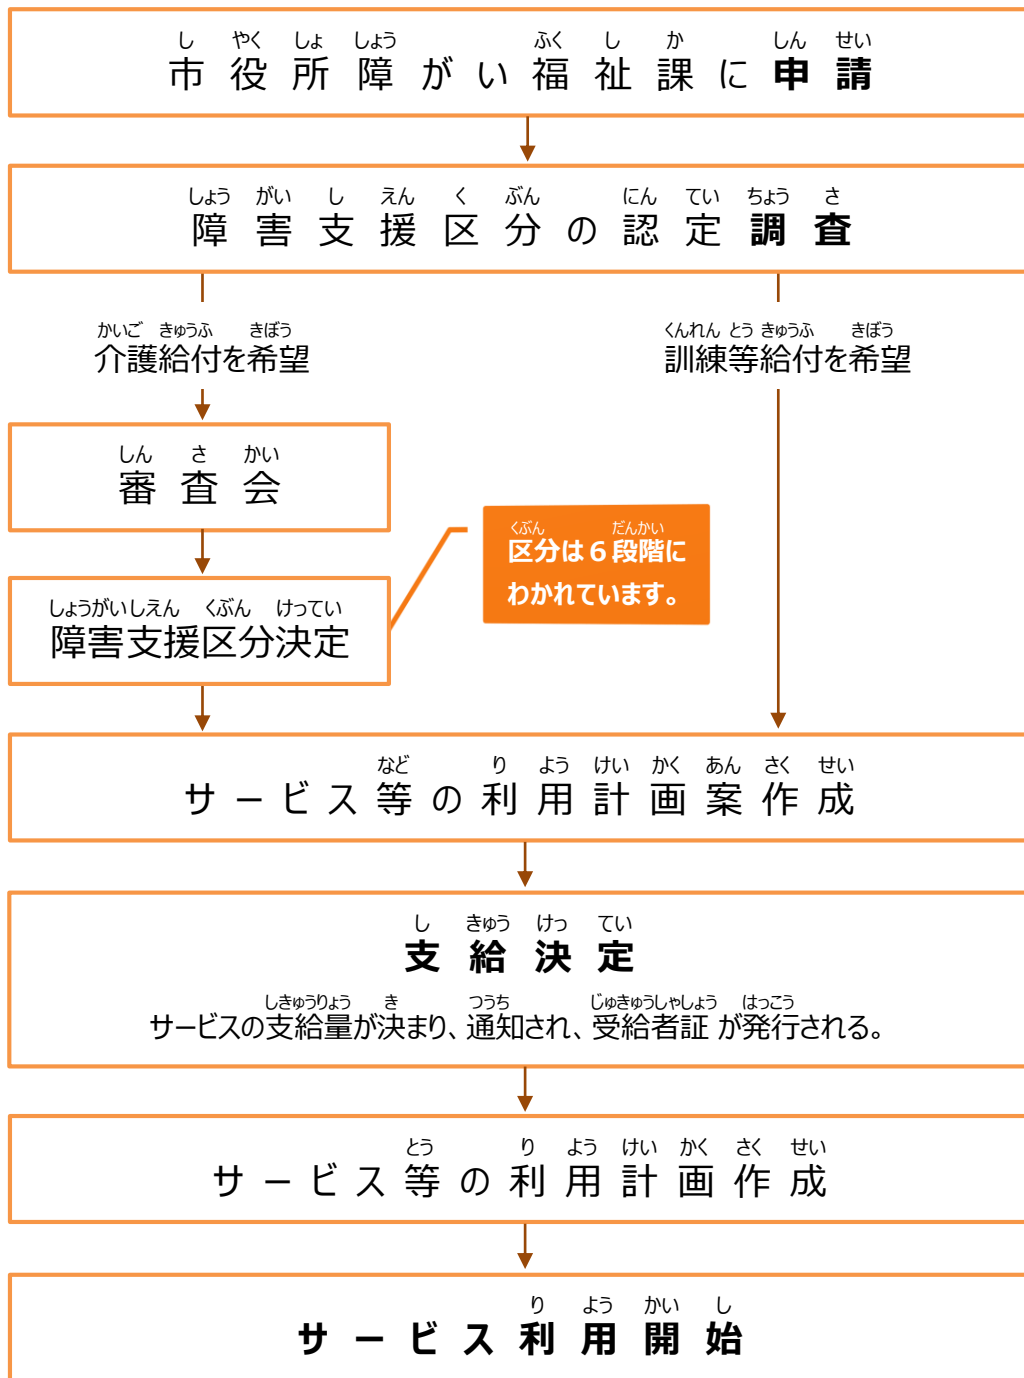 し やく しょ しょう ふく し か しん せい
市役所障がい福祉課に申請
しょう がい し えん く ぶん にん てい ちょう さ
障害支援区分の認定調査
かいご きゅうふ きぼう
介護給付を希望
くんれん とう きゅうふ きぼう
訓練等給付を希望
しん さ かい
審査会
くぶん だんかい
区分は6段階に
わかれています。
しょうがいしえん くぶん けってい
障害支援区分決定
など り よう けい かく あん さく せい
サービス等の利用計画案作成
し きゅう けっ てい
支給決定
しきゅうりょう き つうち じゅきゅうしゃしょう はっこう
サービスの支給量が決まり、通知され、受給者証が発行される。
とう り よう けい かく さく せい
サービス等の利用計画作成
り よう かい し
サービス利用開始